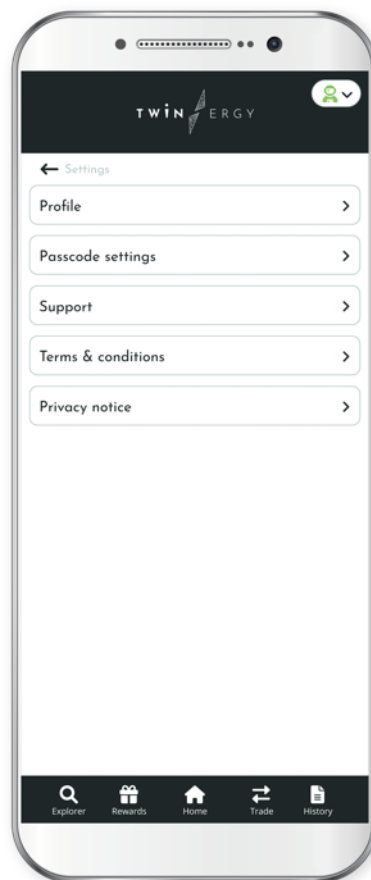 TWiN ERGY
Settings
Profile
Passcode settings
Support
Terms & conditions
Privacy notice
Explorer Rewards Home Trade History